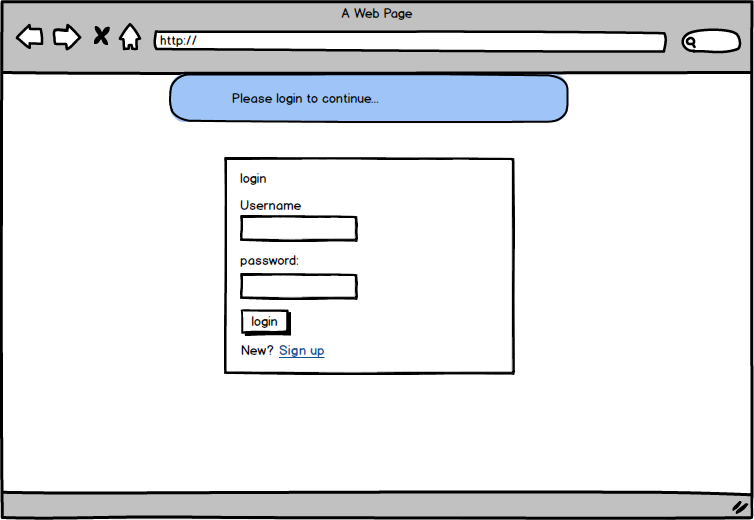 A Web Page
http://
Please login to continue...
login
Username
password:
login
New? Sign up